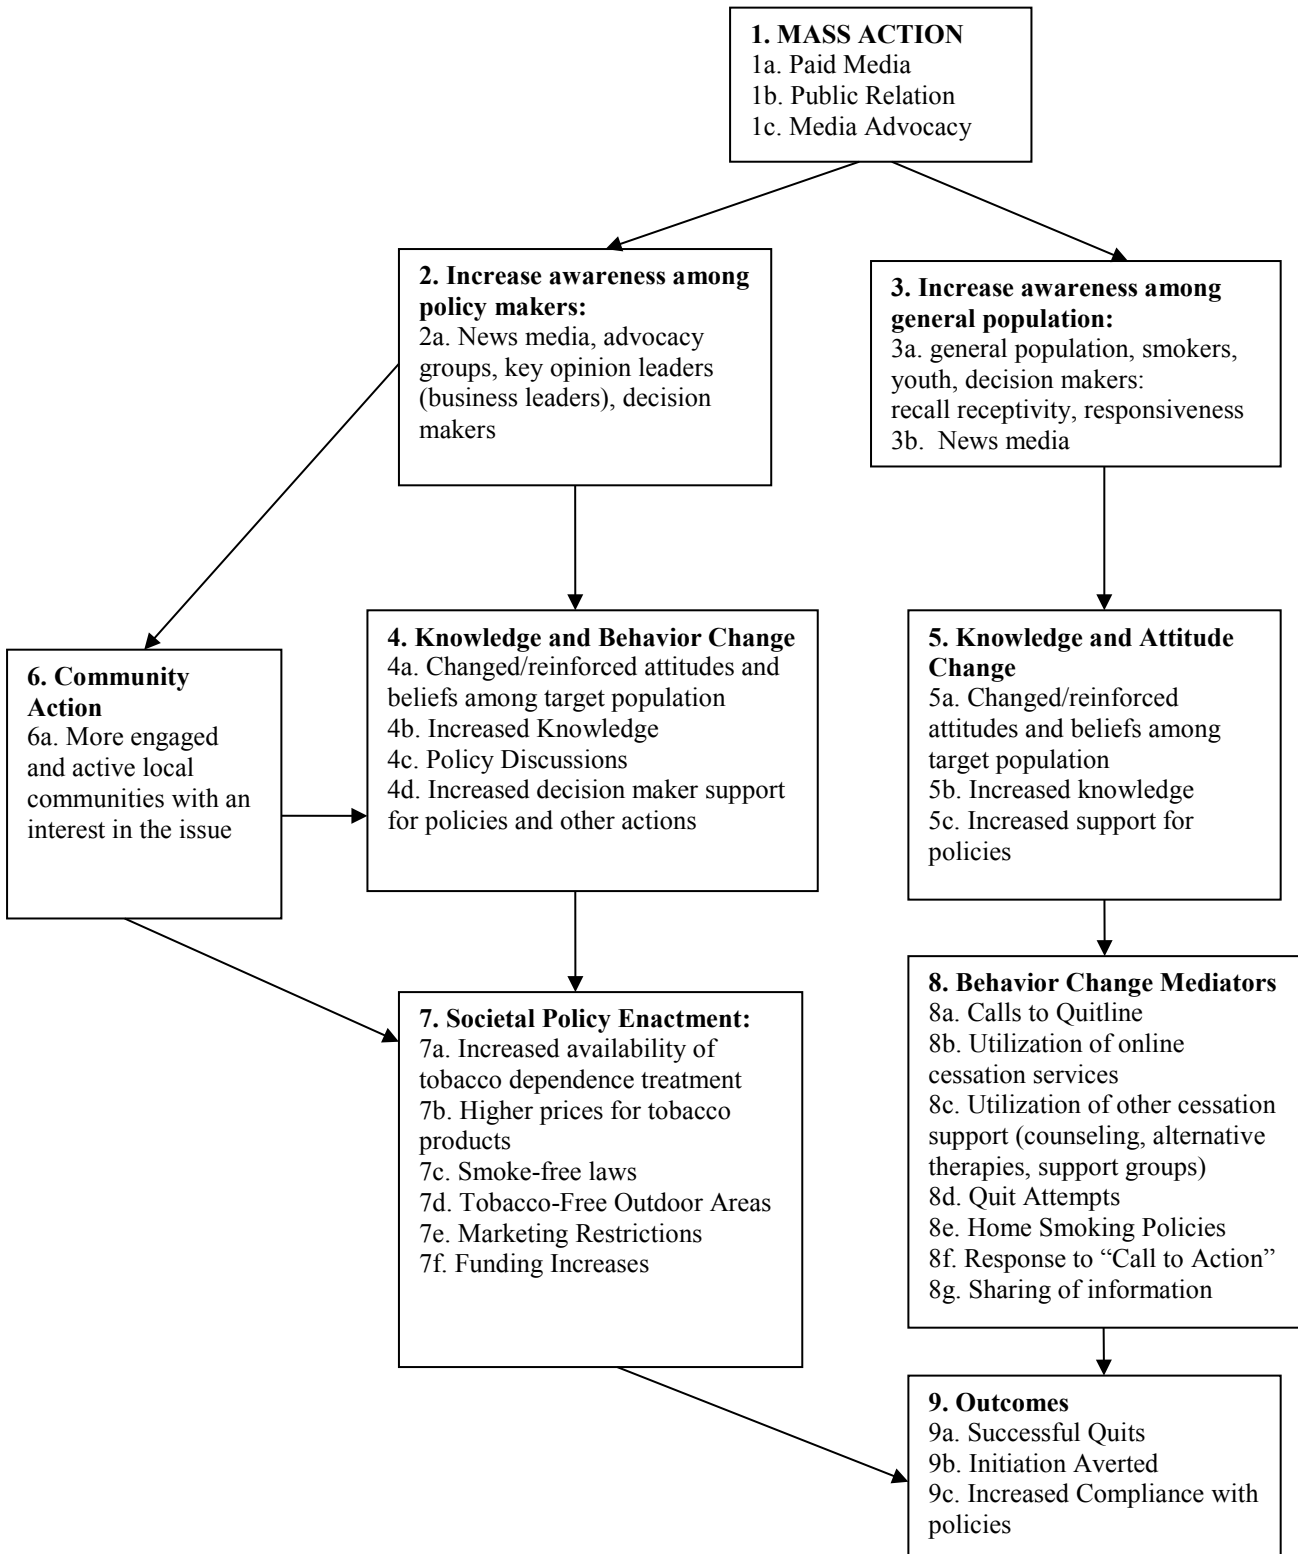 1. MASS ACTION
1a. Paid Media
1b. Public Relation
1c. Media Advocacy
2. Increase awareness among
policy makers:
2a. News media, advocacy
groups, key opinion leaders
(business leaders), decision
makers
3. Increase awareness among
general population:
3a. general population, smokers,
youth, decision makers:
recall receptivity, responsiveness
3b.  News media
4. Knowledge and Behavior Change
4a. Changed/reinforced attitudes and
beliefs among target population
4b. Increased Knowledge
4c. Policy Discussions
4d. Increased decision maker support
for policies and other actions
5. Knowledge and Attitude
Change
5a. Changed/reinforced
attitudes and beliefs among
target population
5b. Increased knowledge
5c. Increased support for
policies
6. Community
Action
6a. More engaged
and active local
communities with an
interest in the issue
7. Societal Policy Enactment:
7a. Increased availability of
tobacco dependence treatment
7b. Higher prices for tobacco
products
7c. Smoke-free laws
7d. Tobacco-Free Outdoor Areas
7e. Marketing Restrictions
7f. Funding Increases
8. Behavior Change Mediators
8a. Calls to Quitline
8b. Utilization of online
cessation services
8c. Utilization of other cessation
support (counseling, alternative
therapies, support groups)
8d. Quit Attempts
8e. Home Smoking Policies
8f. Response to “Call to Action”
8g. Sharing of information
9. Outcomes
9a. Successful Quits
9b. Initiation Averted
9c. Increased Compliance with
policies